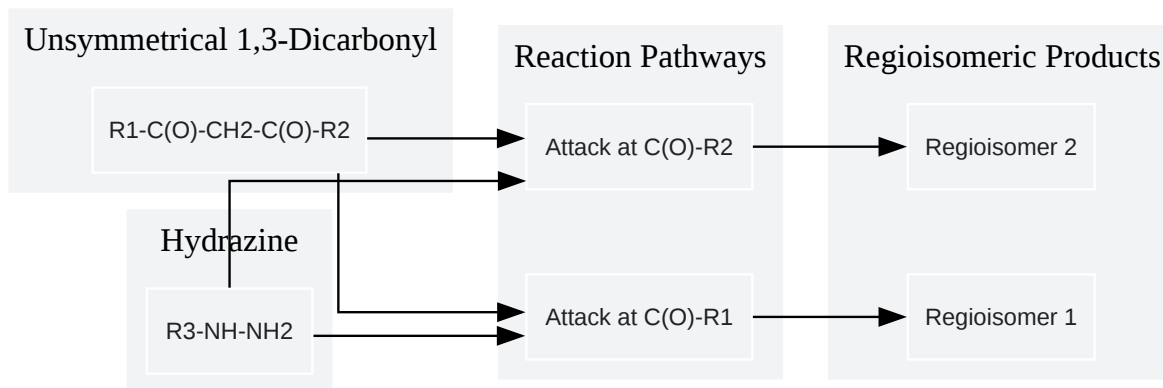 Unsymmetrical 1,3-Dicarbonyl
R1-C(O)-CH2-C(O)-R2
Hydrazine
R3-NH-NH2
Reaction Pathways
Attack at C(O)-R2
Attack at C(O)-R1
Regioisomeric Products
Regioisomer 2
Regioisomer 1